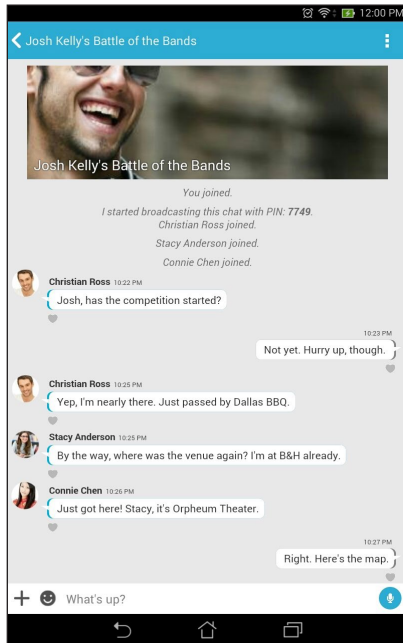 12:00 PM
Josh Kelly's Battle of the Bands
Josh Kelly's Battle of the Bands
You joined.
I started broadcasting this chat with PIN: 7749.
Christian Ross joined.
Stacy Anderson joined.
Connie Chen joined.
Christian Ross 10:22 PM
Josh, has the competition started?
10:23 PM
Not yet. Hurry up, though.
Christian Ross 10:25 PM
Yep, I'm nearly there. Just passed by Dallas BBQ.
Stacy Anderson 10:25 PM
By the way, where was the venue again? I'm at B&H already.
Connie Chen 10:26 PM
Just got here! Stacy, it's Orpheum Theater.
10:27 PM
Right. Here's the map.
What's up?